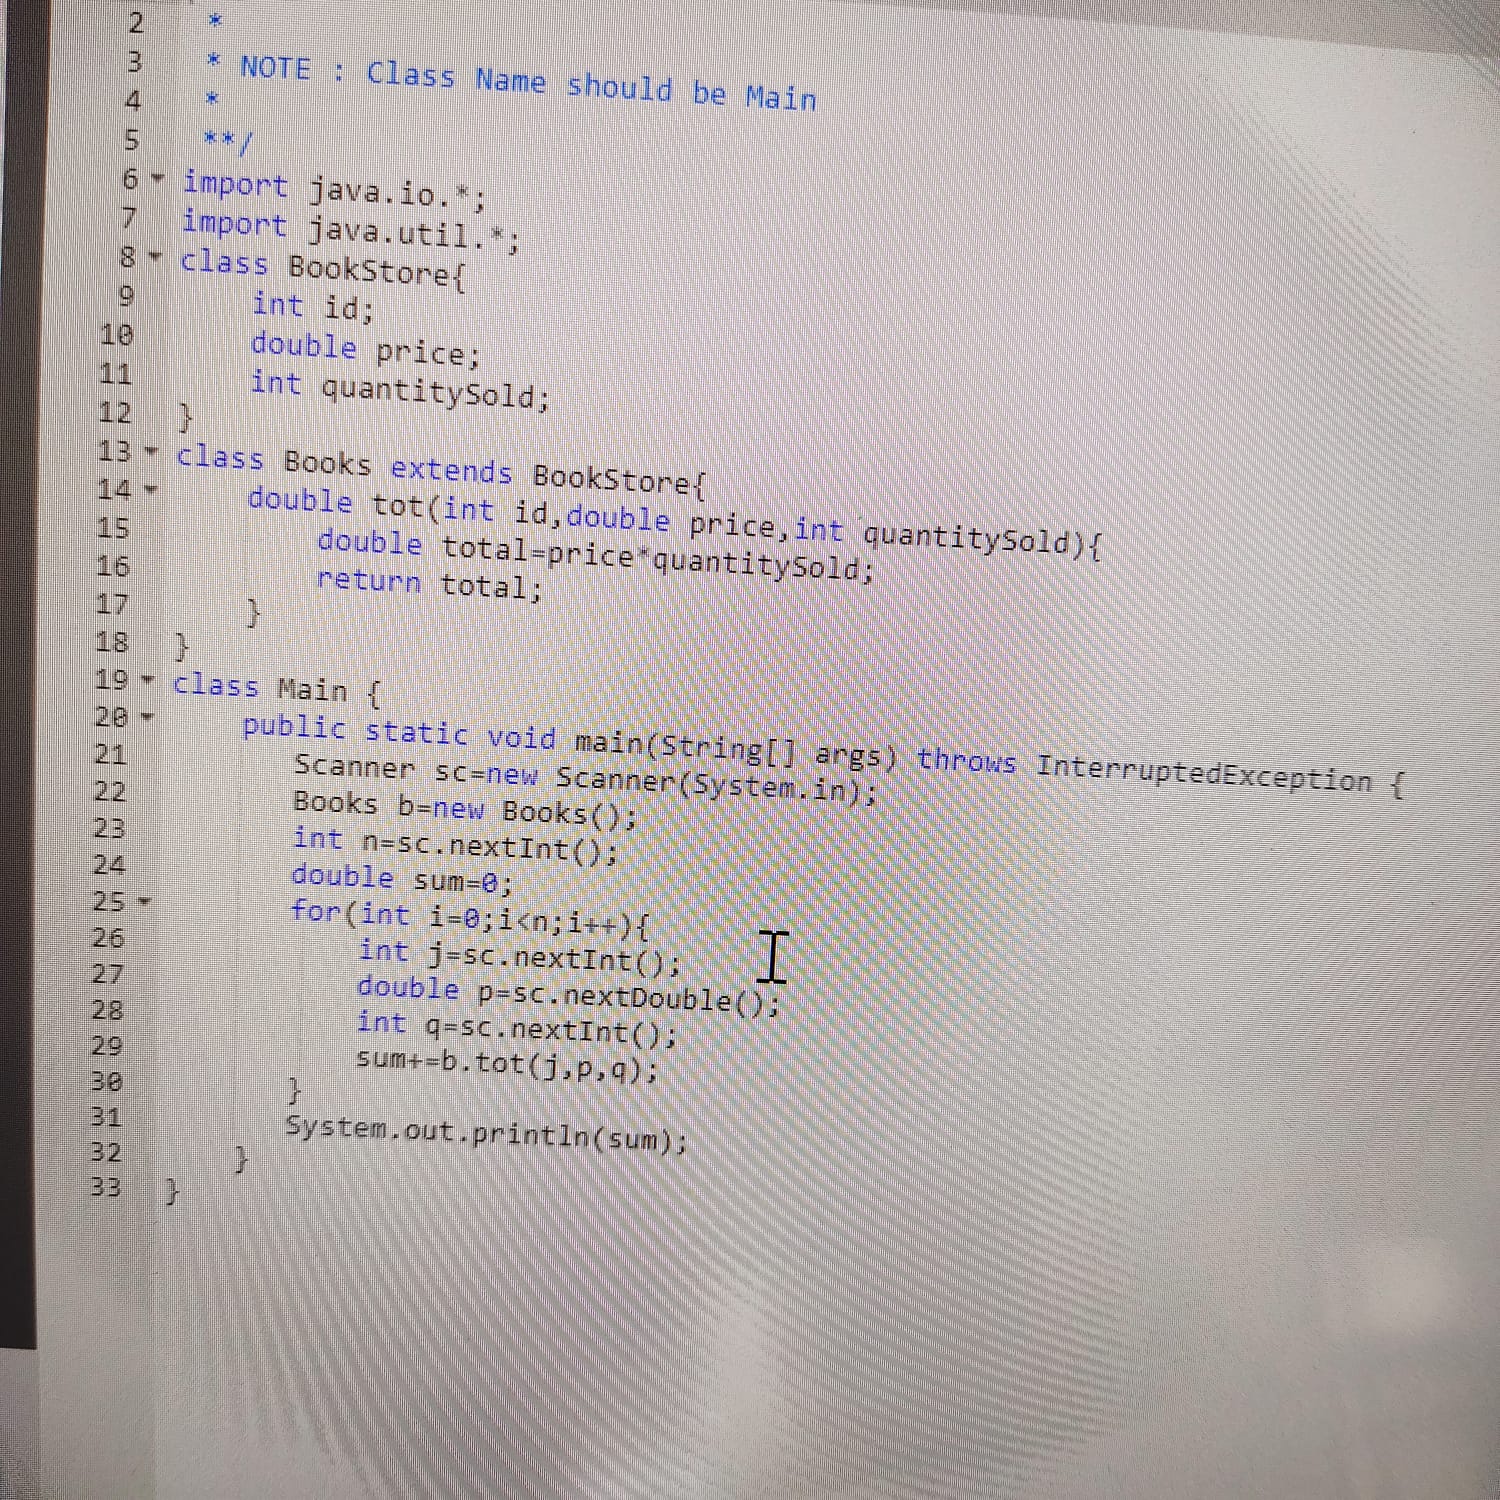 2 *
3 * NOTE : Class Name should be Main
4 *
5 **/
6 import java.io.*;
7 import java.util.*;
8 class BookStore{
9 int id;
10 double price;
11 int quantitySold;
12 }
13 class Books extends BookStore{
14 double tot(int id,double price,int quantitySold){
15 double total=price*quantitySold;
16 return total;
17 }
18 }
19 class Main {
20 public static void main(String[] args) throws InterruptedException {
21 Scanner sc=new Scanner(System.in);
22 Books b=new Books();
23 int n=sc.nextInt();
24 double sum=0;
25 for(int i=0;i<n;i++){
26 int j=sc.nextInt();
27 double p=sc.nextDouble();
28 int q=sc.nextInt();
29 sum+=b.tot(j,p,q);
30 }
31 System.out.println(sum);
32 }
33 }